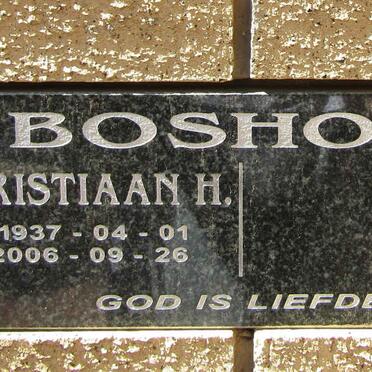 BOSHO
RISTIAAN H.
1937 - 04 - 01
2006 - 09 - 26
GOD IS LIEFDE